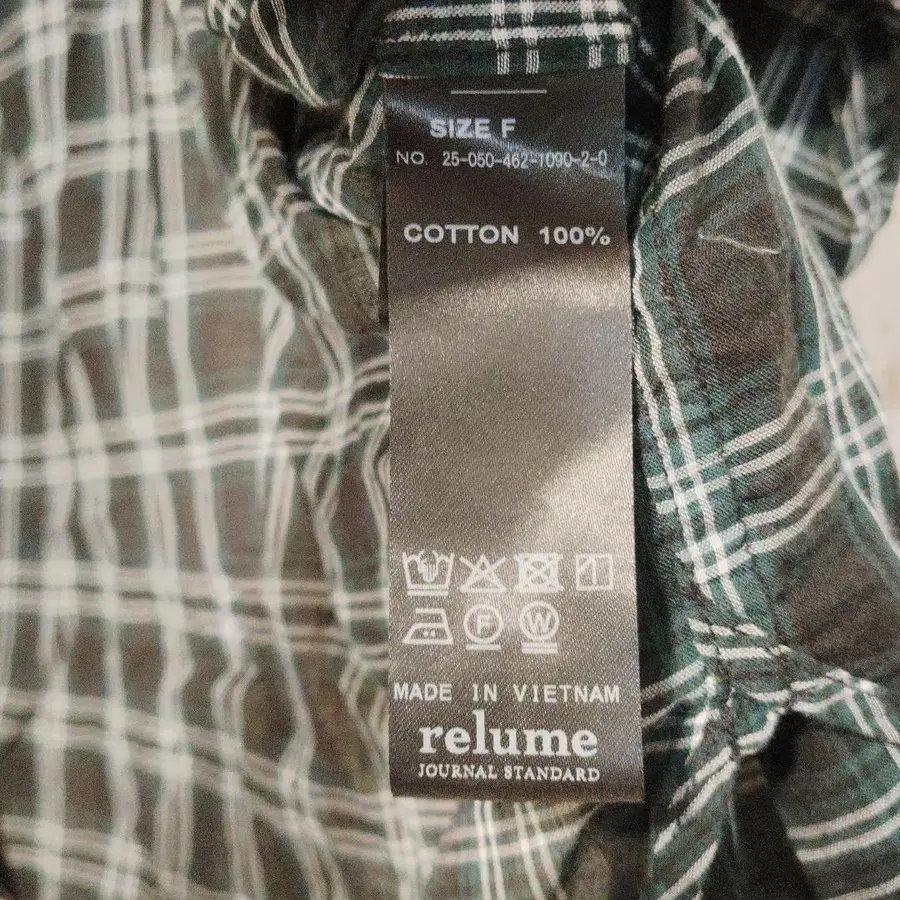 SIZE F
NO. 25-050-462-1090-2-0
COTTON 100%
F W
MADE IN VIETNAM
relume
JOURNAL STANDARD